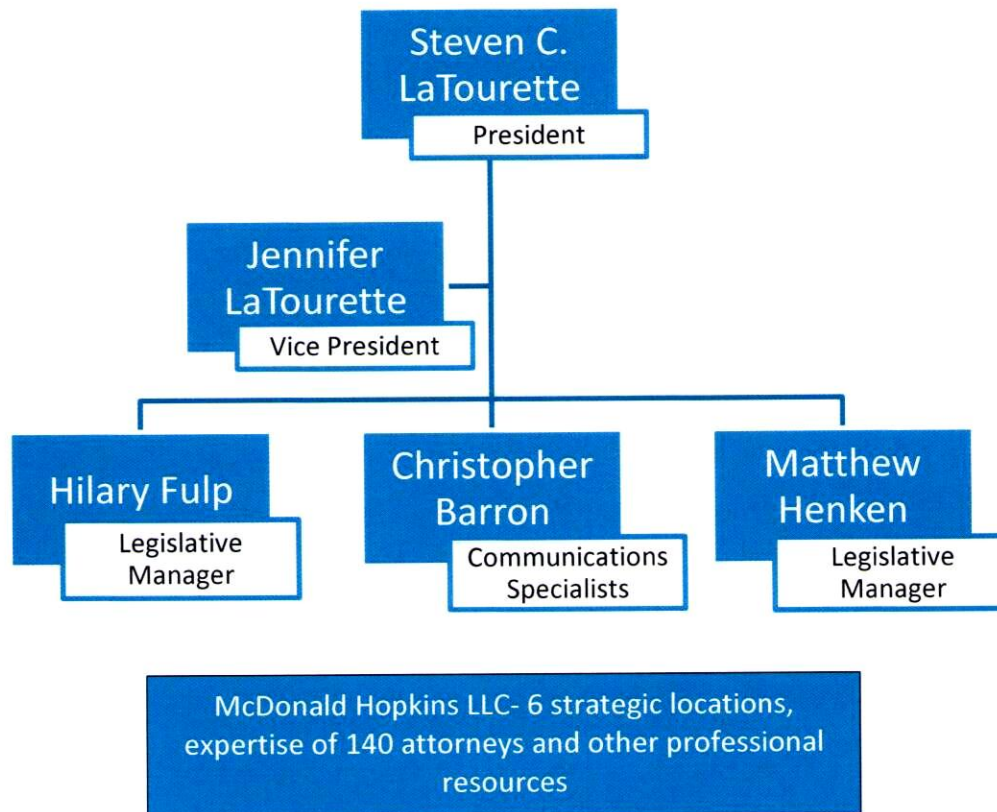 Steven C.
LaTourette
President
Jennifer
LaTourette
Vice President
Hilary Fulp
Legislative
Manager
Christopher
Barron
Communications
Specialists
Matthew
Henken
Legislative
Manager
McDonald Hopkins LLC- 6 strategic locations,
expertise of 140 attorneys and other professional
resources